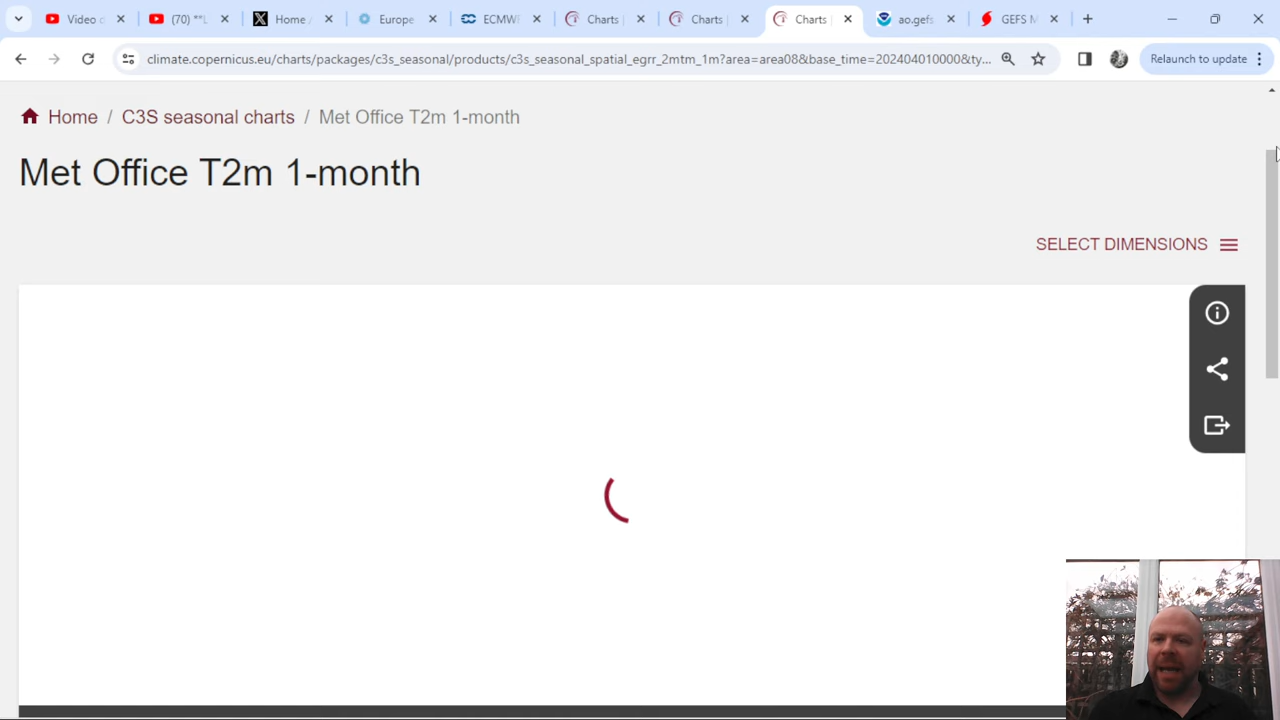 Video d
(70) **L
Home /
Europe
ECMWF
Charts |
Charts |
Charts |
ao.gefs
GEFS M
climate.copernicus.eu/charts/packages/c3s_seasonal/products/c3s_seasonal_spatial_egrr_2mtm_1m?area=area08&base_time=202404010000&ty...
Relaunch to update
Home / C3S seasonal charts / Met Office T2m 1-month
Met Office T2m 1-month
SELECT DIMENSIONS